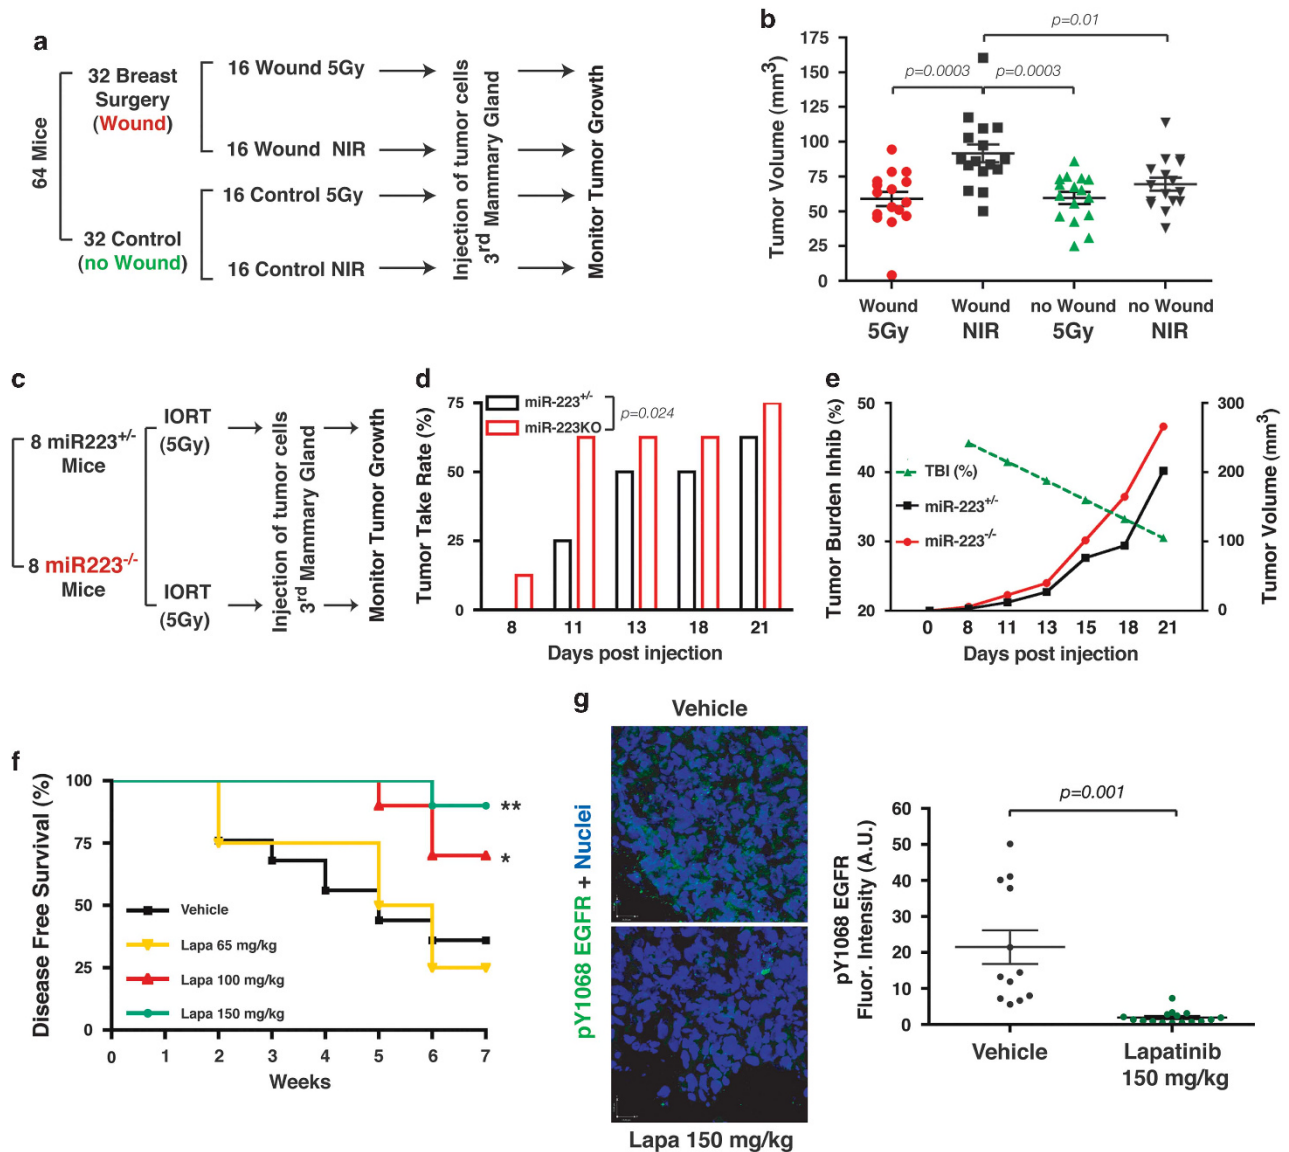 a
64 Mice
32 Breast
Surgery
(Wound)
32 Control
(no Wound)
16 Wound 5Gy
16 Wound NIR
16 Control 5Gy
16 Control NIR
Injection of tumor cells
3rd Mammary Gland
Monitor Tumor Growth
b
Tumor Volume (mm3)
175
150
125
100
75
50
25
0
p=0.01
p=0.0003
p=0.0003
Wound
5Gy
Wound
NIR
no Wound
5Gy
no Wound
NIR
c
8 miR223+/-
Mice
8 miR223-/-
Mice
IORT
(5Gy)
IORT
(5Gy)
Injection of tumor cells
3rd Mammary Gland
Monitor Tumor Growth
d
Tumor Take Rate (%)
75
50
25
0
miR-223+/-
miR-223KO
p=0.024
8
11
13
18
21
Days post injection
e
Tumor Burden Inhib (%)
50
40
30
20
TBI (%)
miR-223+/-
miR-223-/-
300
200
100
0
Tumor Volume (mm3)
0
8
11
13
15
18
21
Days post injection
f
Disease Free Survival (%)
100
75
50
25
0
**
*
Vehicle
Lapa 65 mg/kg
Lapa 100 mg/kg
Lapa 150 mg/kg
0
1
2
3
4
5
6
7
Weeks
g
Vehicle
pY1068 EGFR + Nuclei
Lapa 150 mg/kg
pY1068 EGFR
Fluor. Intensity (A.U.)
60
50
40
30
20
10
0
p=0.001
Vehicle
Lapatinib
150 mg/kg